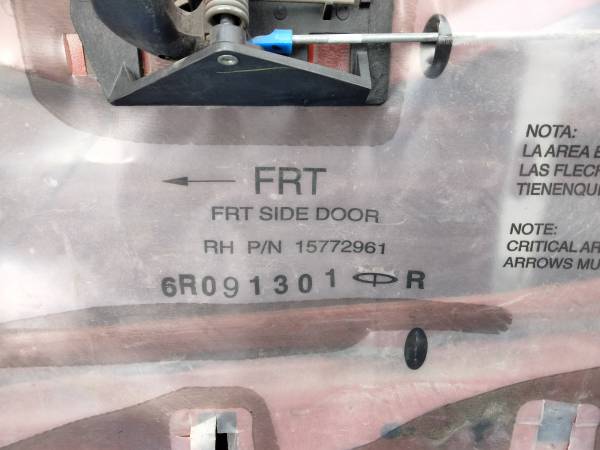 FRT
FRT SIDE DOOR
RH P/N 15772961
6R091301 R
NOTA:
LA AREA
LAS FLECH
TIENENQU
NOTE:
CRITICAL AR
ARROWS MU